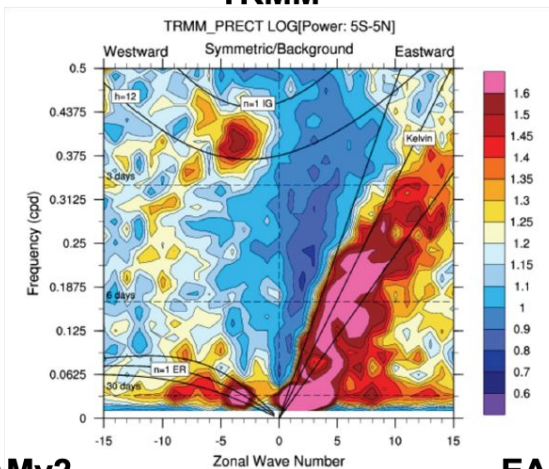 TRMM
TRMM_PRECT LOG[Power: 5S-5N]
Westward Symmetric/Background Eastward
0.5
0.4375
0.375
0.3125
0.25
0.1875
0.125
0.0625
0
Frequency (cpd)
h=12
n=1 IG
Kelvin
3 days
6 days
n=1 ER
30 days
-15 -10 -5 0 5 10 15
Zonal Wave Number
1.6
1.5
1.45
1.4
1.35
1.3
1.25
1.2
1.15
1.1
1
0.9
0.8
0.7
0.6
Mv2
EA